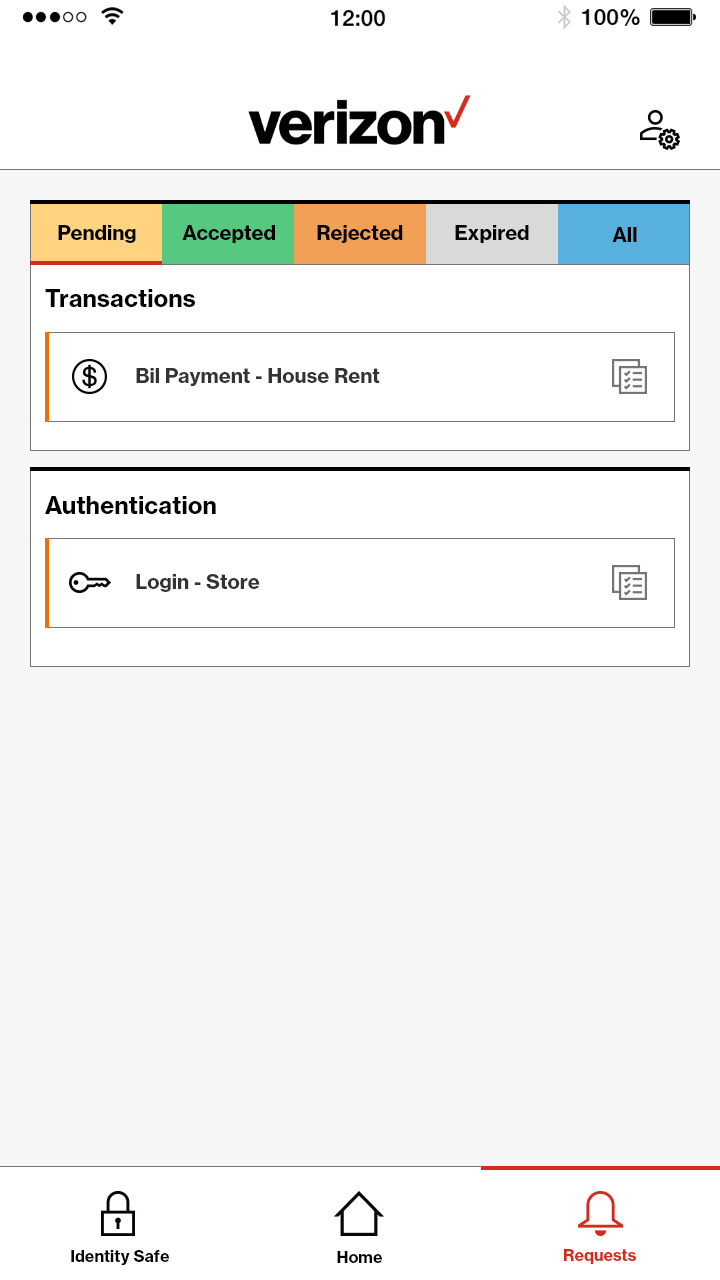 12:00
100%
verizon
Pending Accepted Rejected Expired All
Transactions
Bil Payment - House Rent
Authentication
Login - Store
Identity Safe Home Requests